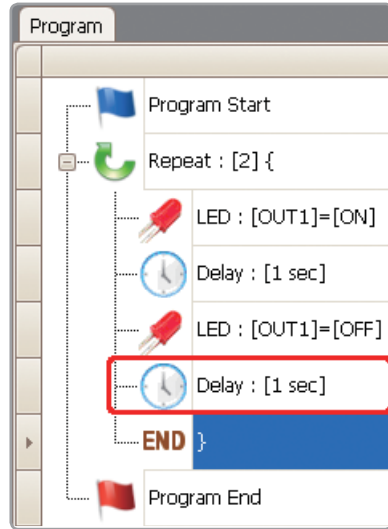 Program
Program Start
Repeat : [2] {
LED : [OUT1]=[ON]
Delay : [1 sec]
LED : [OUT1]=[OFF]
Delay : [1 sec]
END }
Program End